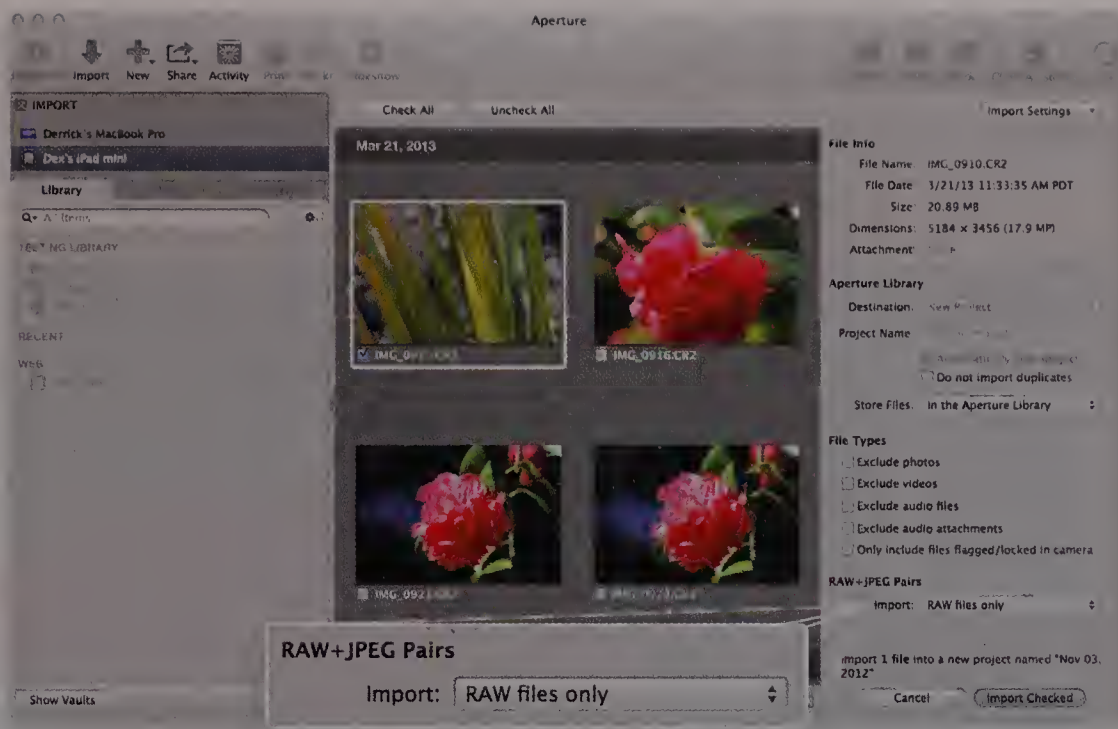 Aperture
Import New Share Activity
IMPORT
Derrick's MacBook Pro
Dex's iPad mini
Library
Check All Uncheck All
Import Settings
Mar 21, 2013
IMG_0916.CR2
File Info
File Name: IMG_0910.CR2
File Date: 3/21/13 11:33:35 AM PDT
Size: 20.89 MB
Dimensions: 5184 × 3456 (17.9 MP)
Attachment:
Aperture Library
Destination: New Project
Project Name
Do not import duplicates
Store Files: In the Aperture Library
File Types
Exclude photos
Exclude videos
Exclude audio files
Exclude audio attachments
Only include files flagged/locked in camera
RAW+JPEG Pairs
Import: RAW files only
Import 1 file into a new project named "Nov 03, 2012"
Cancel Import Checked
RECENT
WEB
Show Vaults
RAW+JPEG Pairs
Import: RAW files only